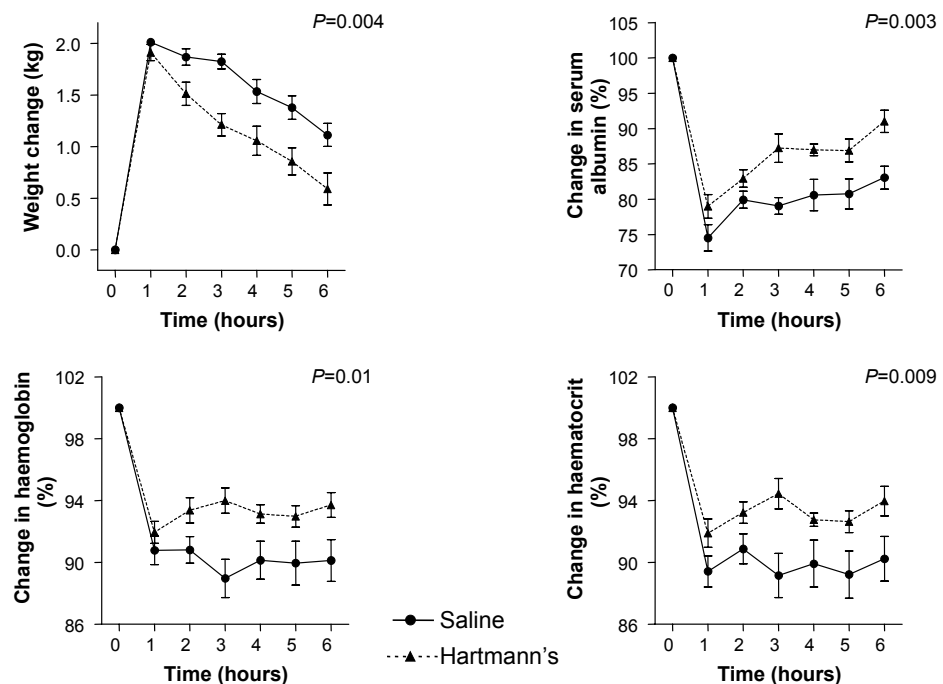 P=0.004
Weight change (kg)
2.0
1.5
1.0
0.5
0.0
0 1 2 3 4 5 6
Time (hours)
P=0.003
Change in serum
albumin (%)
105
100
95
90
85
80
75
70
0 1 2 3 4 5 6
Time (hours)
P=0.01
Change in haemoglobin
(%)
102
98
94
90
86
0 1 2 3 4 5 6
Time (hours)
P=0.009
Change in haematocrit
(%)
102
98
94
90
86
0 1 2 3 4 5 6
Time (hours)
Saline
Hartmann's